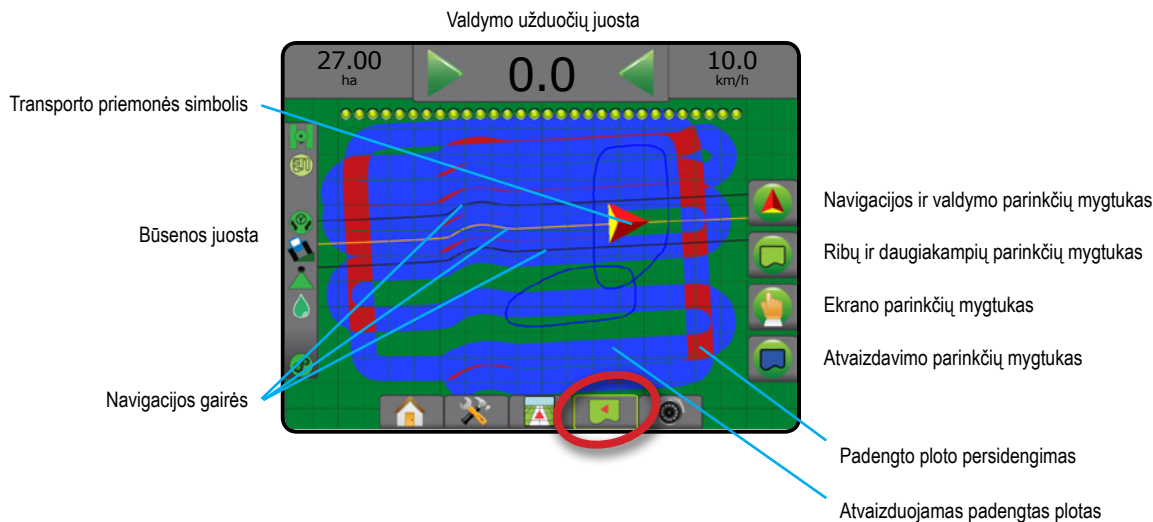 Valdymo užduočių juosta
27.00
ha
0.0
10.0
km/h
Transporto priemonės simbolis
Būsenos juosta
Navigacijos gairės
Navigacijos ir valdymo parinkčių mygtukas
Ribų ir daugiakampių parinkčių mygtukas
Ekrano parinkčių mygtukas
Atvaizdavimo parinkčių mygtukas
Padengto ploto persidengimas
Atvaizduojamas padengtas plotas